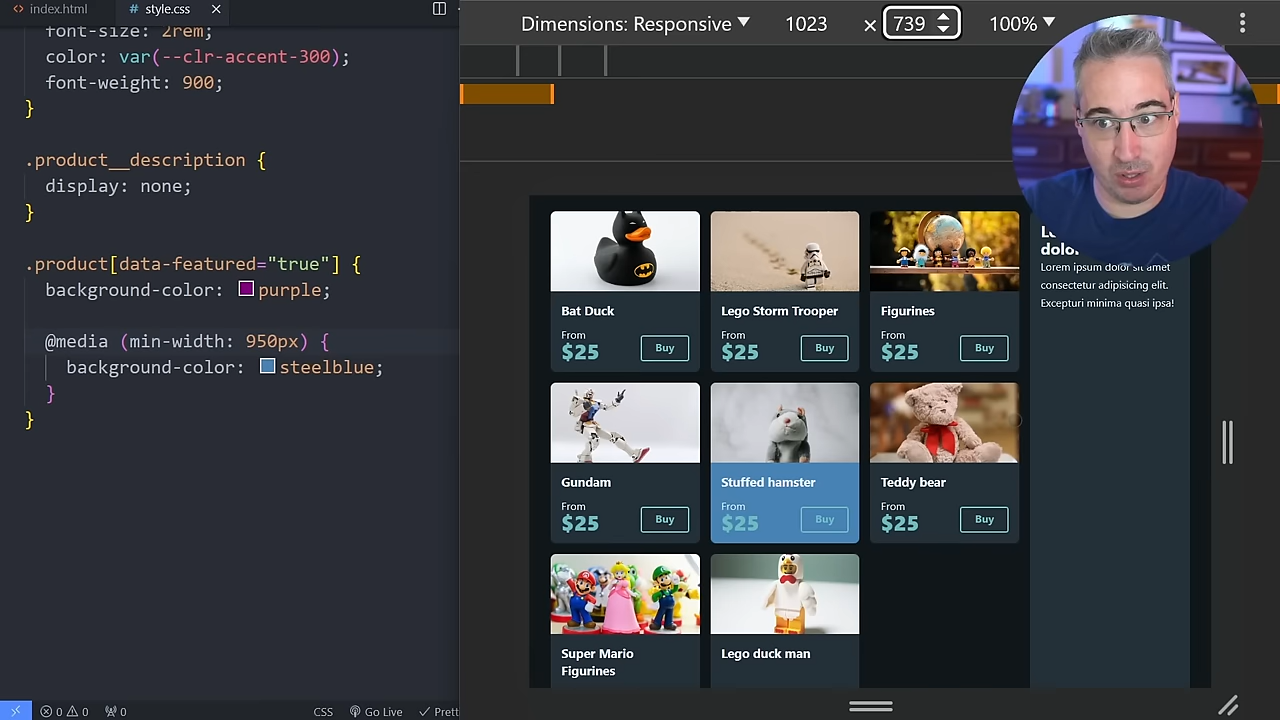 <> index.html
# style.css
font-size: 2rem;
color: var(--clr-accent-300);
font-weight: 900;
}
.product__description {
display: none;
}
.product[data-featured="true"] {
background-color: purple;
@media (min-width: 950px) {
background-color: steelblue;
}
}
0 0 0
CSS Go Live Prett
Dimensions: Responsive 1023 × 739 100%
Bat Duck
From
$25
Buy
Lego Storm Trooper
From
$25
Buy
Figurines
From
$25
Buy
dolor
Lorem ipsum dolor sit amet
consectetur adipisicing elit.
Excepturi minima quasi ipsa!
Gundam
From
$25
Buy
Stuffed hamster
From
$25
Buy
Teddy bear
From
$25
Buy
Super Mario
Figurines
Lego duck man